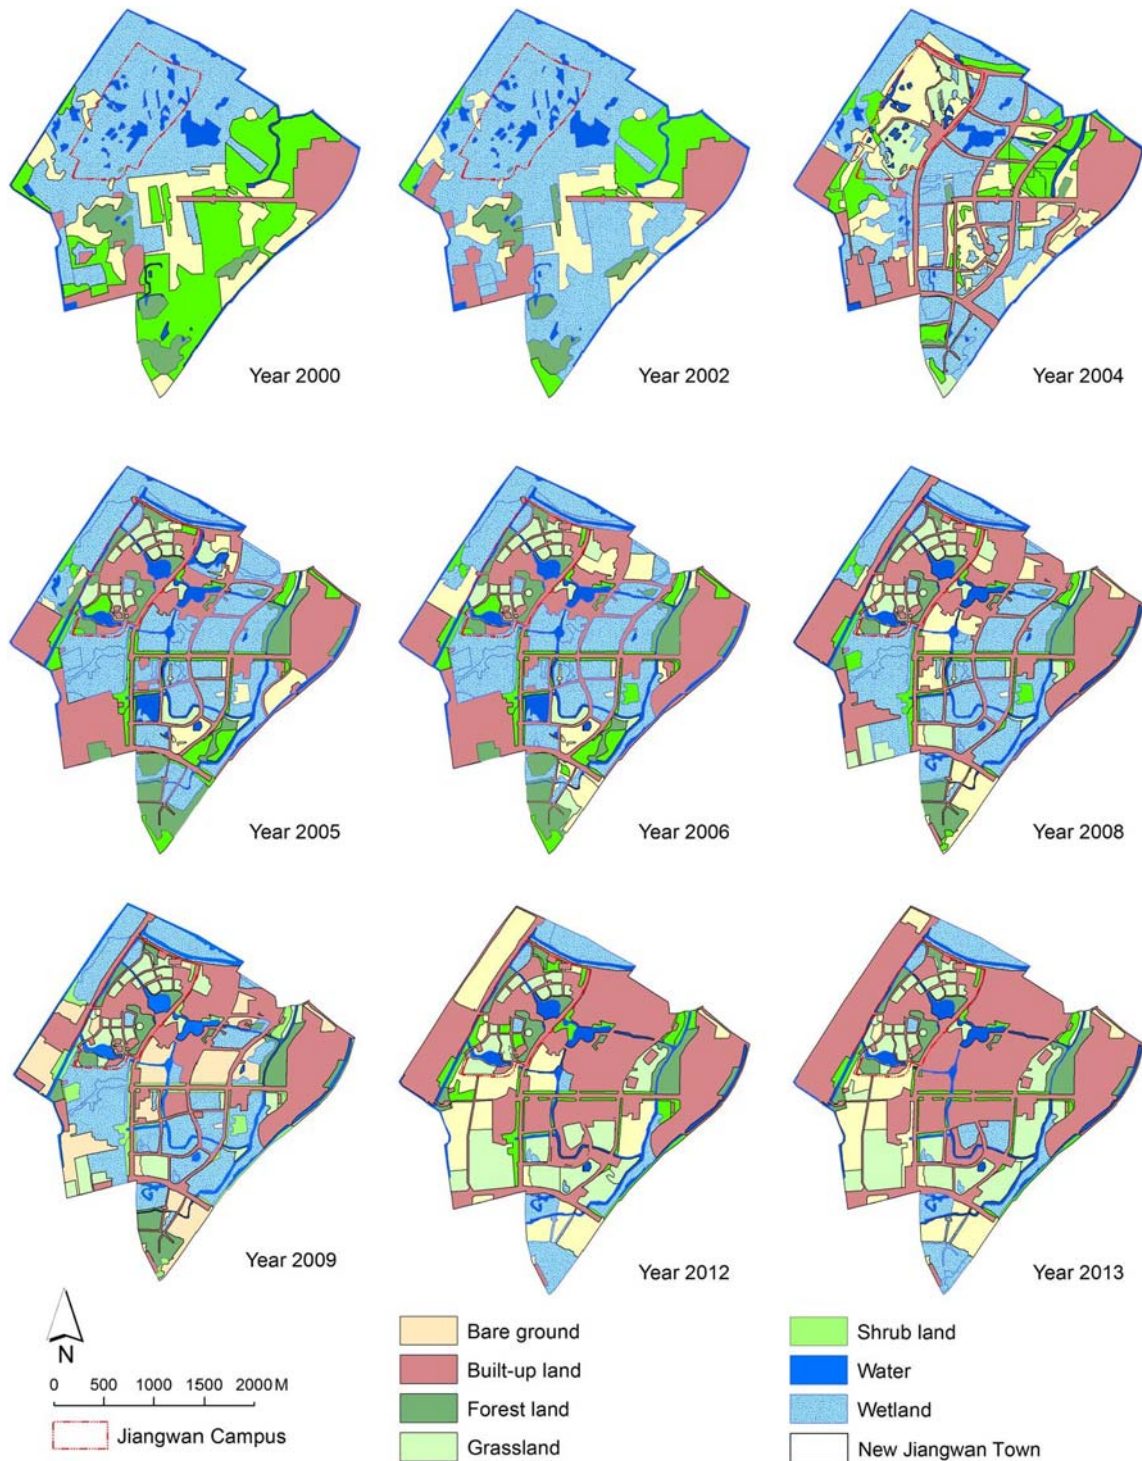 Year 2000
Year 2002
Year 2004
Year 2005
Year 2006
Year 2008
Year 2009
Year 2012
Year 2013
N
0 500 1000 1500 2000 M
Jiangwan Campus
Bare ground
Built-up land
Forest land
Grassland
Shrub land
Water
Wetland
New Jiangwan Town